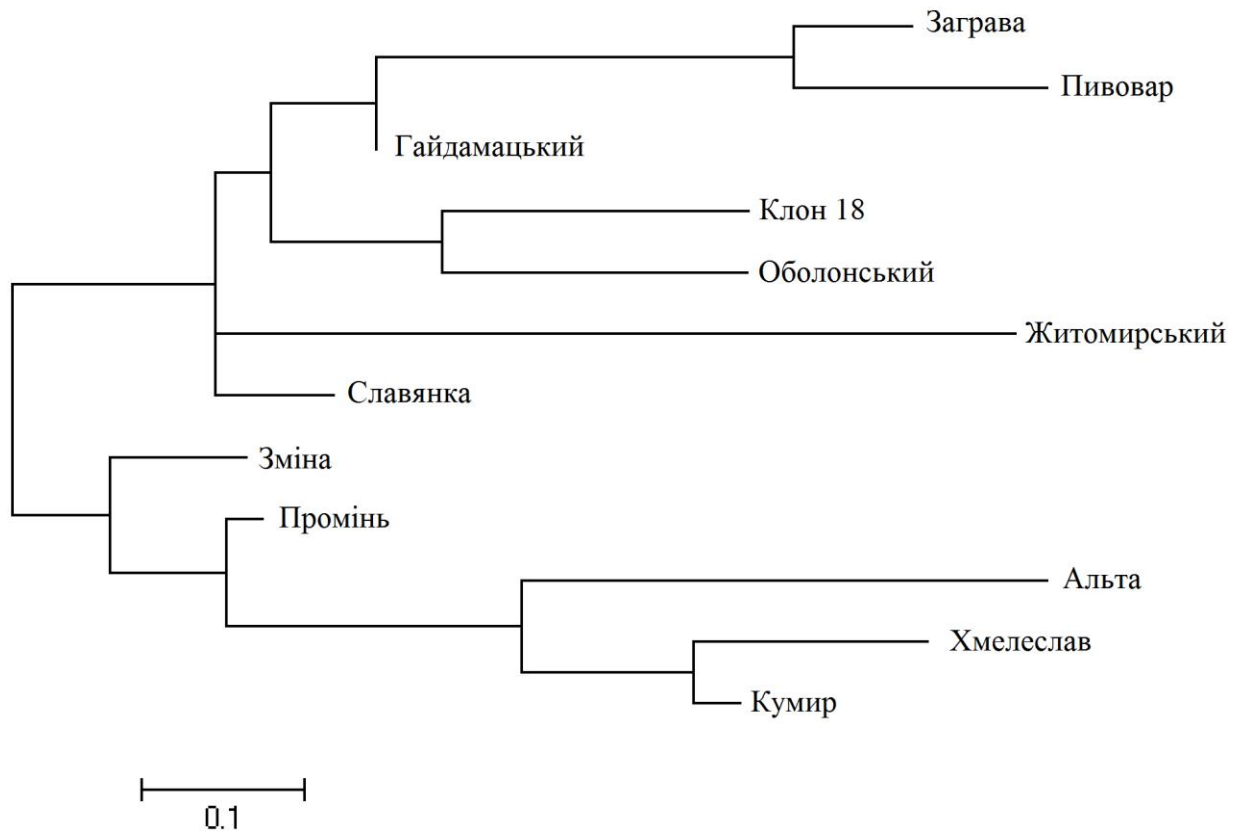 Заграва
Пивовар
Гайдамацький
Клон 18
Оболонський
Житомирський
Славянка
Зміна
Промінь
Альта
Хмелеслав
Кумир
0.1